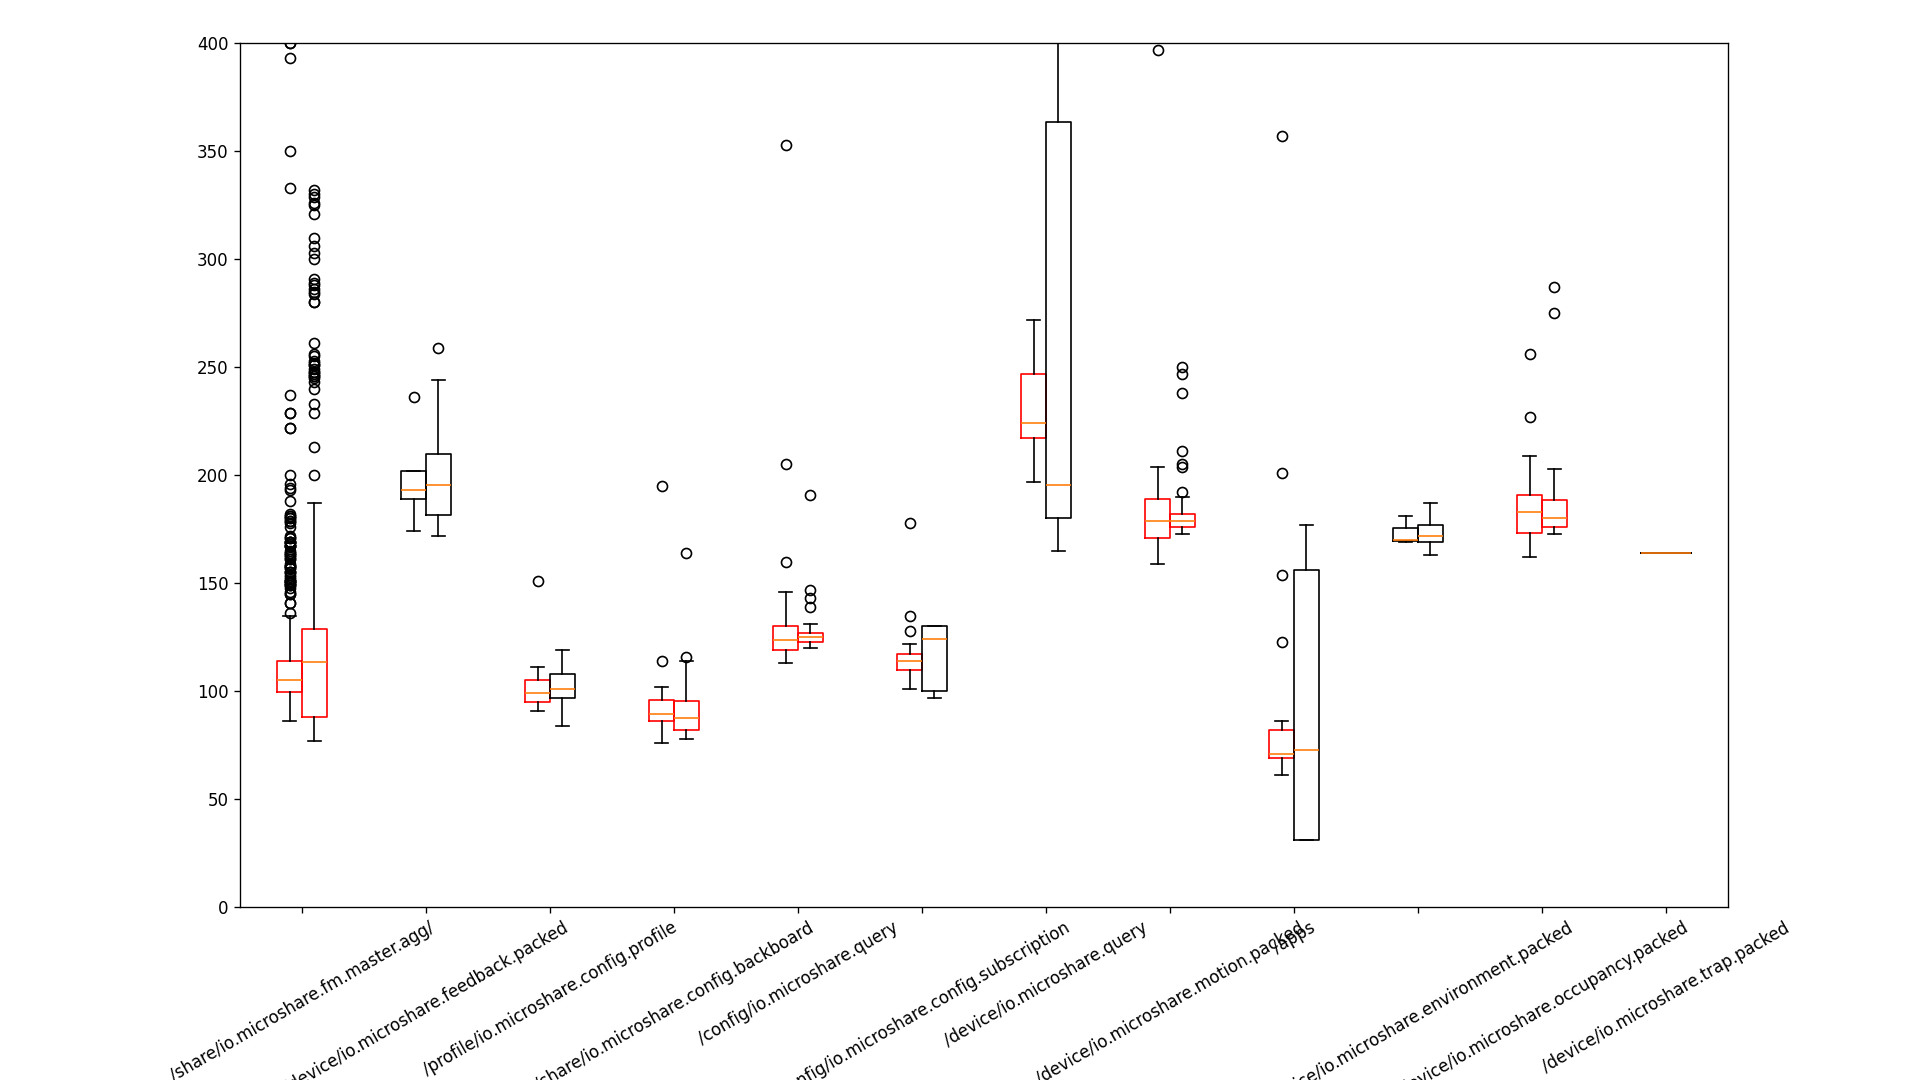 400
350
300
250
200
150
100
50
0
/share/io.microshare.fm.master.agg/
device/io.microshare.feedback.packed
/profile/io.microshare.config.profile
/share/io.microshare.config.backboard
/config/io.microshare.query
nfig/io.microshare.config.subscription
/device/io.microshare.query
/device/io.microshare.motion.packed
/apps
vice/io.microshare.environment.packed
device/io.microshare.occupancy.packed
/device/io.microshare.trap.packed